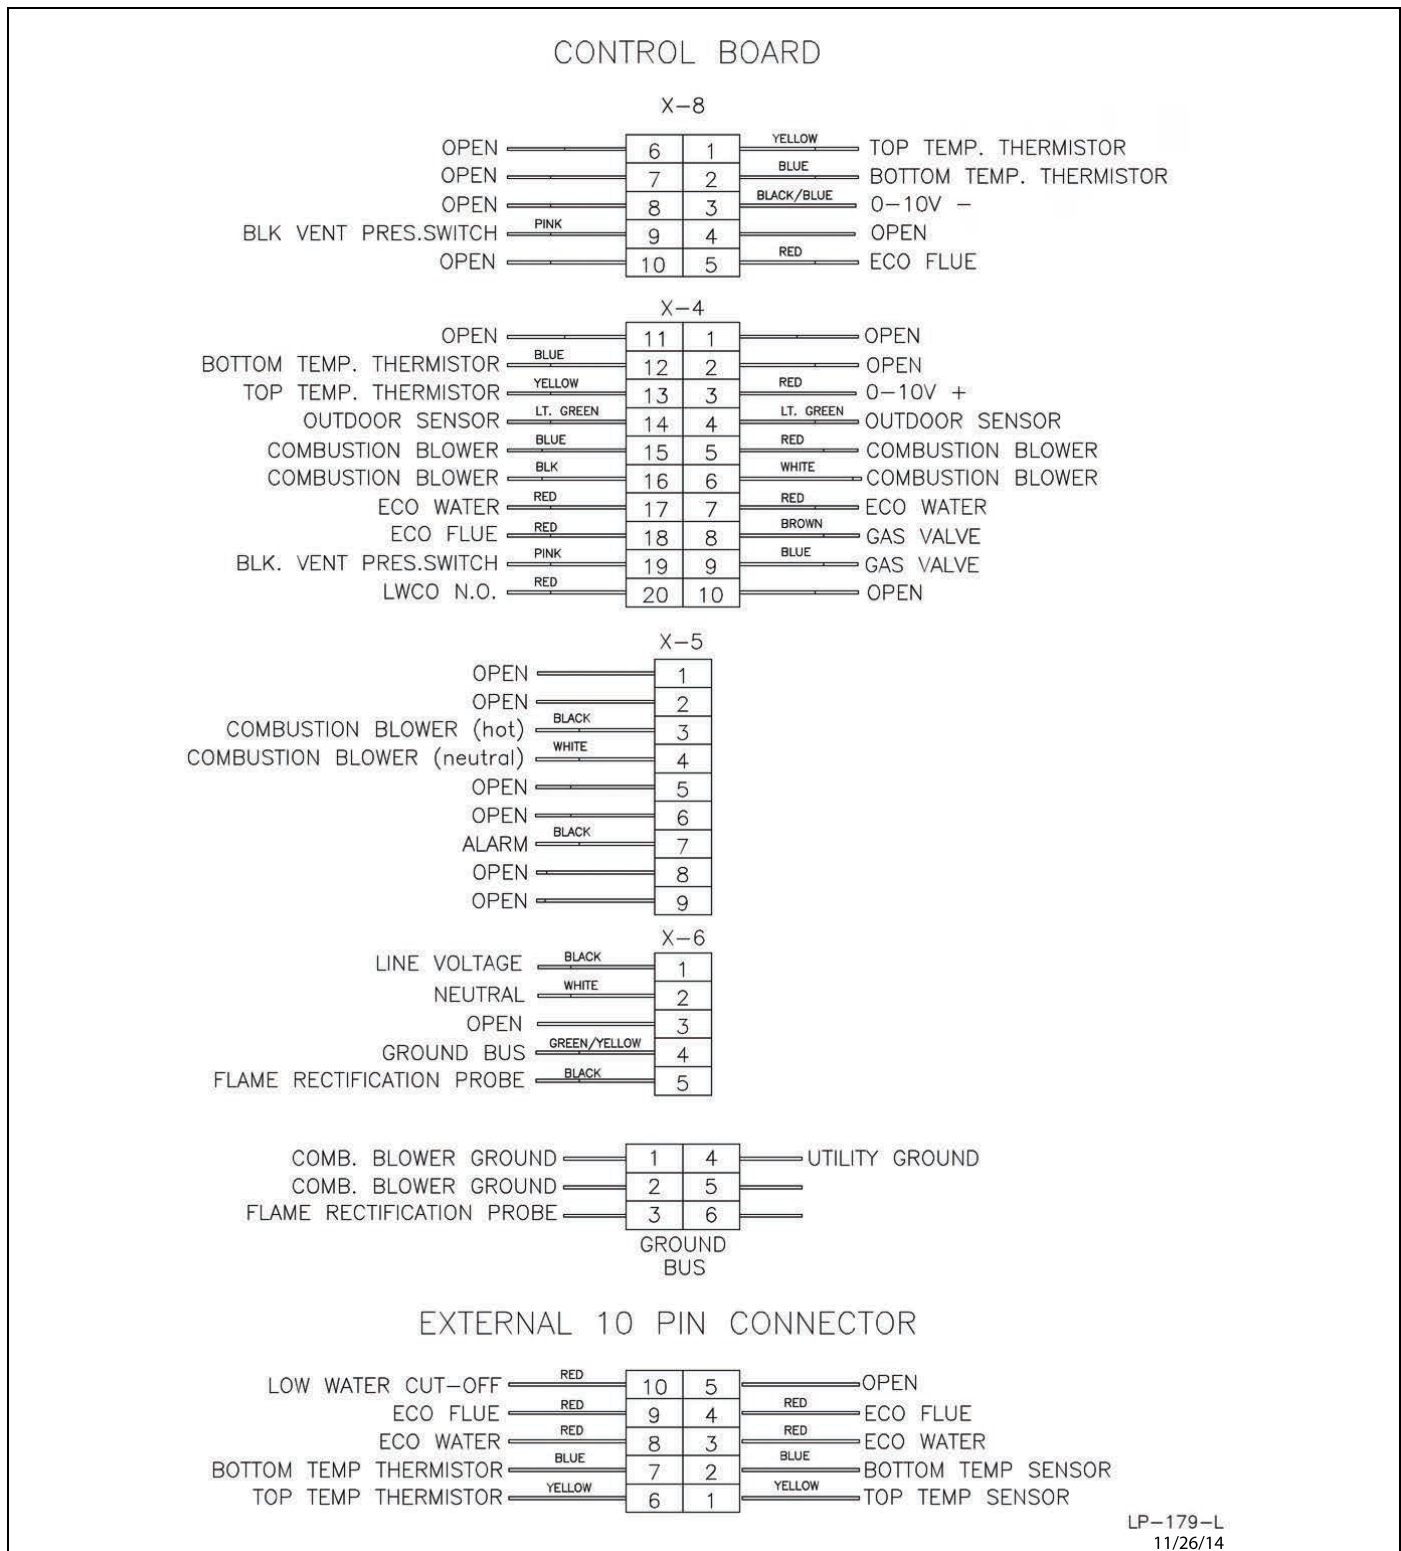 CONTROL BOARD
X-8
OPEN 6 1 YELLOW TOP TEMP. THERMISTOR
OPEN 7 2 BLUE BOTTOM TEMP. THERMISTOR
OPEN 8 3 BLACK/BLUE 0-10V -
BLK VENT PRES.SWITCH PINK 9 4 OPEN
OPEN 10 5 RED ECO FLUE
X-4
OPEN 11 1 OPEN
BOTTOM TEMP. THERMISTOR BLUE 12 2 OPEN
TOP TEMP. THERMISTOR YELLOW 13 3 RED 0-10V +
OUTDOOR SENSOR LT. GREEN 14 4 LT. GREEN OUTDOOR SENSOR
COMBUSTION BLOWER BLUE 15 5 RED COMBUSTION BLOWER
COMBUSTION BLOWER BLK 16 6 WHITE COMBUSTION BLOWER
ECO WATER RED 17 7 RED ECO WATER
ECO FLUE RED 18 8 BROWN GAS VALVE
BLK. VENT PRES.SWITCH PINK 19 9 BLUE GAS VALVE
LWCO N.O. RED 20 10 OPEN
X-5
OPEN 1
OPEN 2
COMBUSTION BLOWER (hot) BLACK 3
COMBUSTION BLOWER (neutral) WHITE 4
OPEN 5
OPEN 6
ALARM BLACK 7
OPEN 8
OPEN 9
X-6
LINE VOLTAGE BLACK 1
NEUTRAL WHITE 2
OPEN 3
GROUND BUS GREEN/YELLOW 4
FLAME RECTIFICATION PROBE BLACK 5
COMB. BLOWER GROUND 1 4 UTILITY GROUND
COMB. BLOWER GROUND 2 5
FLAME RECTIFICATION PROBE 3 6
GROUND
BUS
EXTERNAL 10 PIN CONNECTOR
LOW WATER CUT-OFF RED 10 5 OPEN
ECO FLUE RED 9 4 RED ECO FLUE
ECO WATER RED 8 3 RED ECO WATER
BOTTOM TEMP THERMISTOR BLUE 7 2 BLUE BOTTOM TEMP SENSOR
TOP TEMP THERMISTOR YELLOW 6 1 YELLOW TOP TEMP SENSOR
LP-179-L
11/26/14